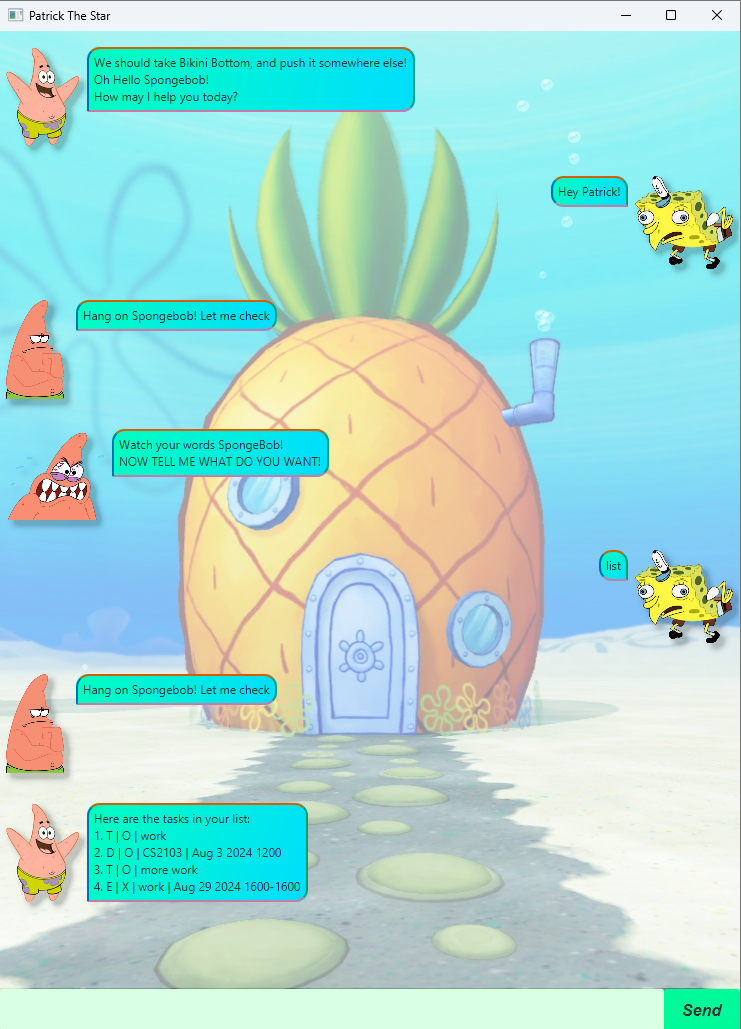 Patrick The Star
We should take Bikini Bottom, and push it somewhere else!
Oh Hello Spongebob!
How may I help you today?
Hey Patrick!
Hang on Spongebob! Let me check
Watch your words SpongeBob!
NOW TELL ME WHAT DO YOU WANT!
list
Hang on Spongebob! Let me check
Here are the tasks in your list:
1. T | O | work
2. D | O | CS2103 | Aug 3 2024 1200
3. T | O | more work
4. E | X | work | Aug 29 2024 1600-1600
Send